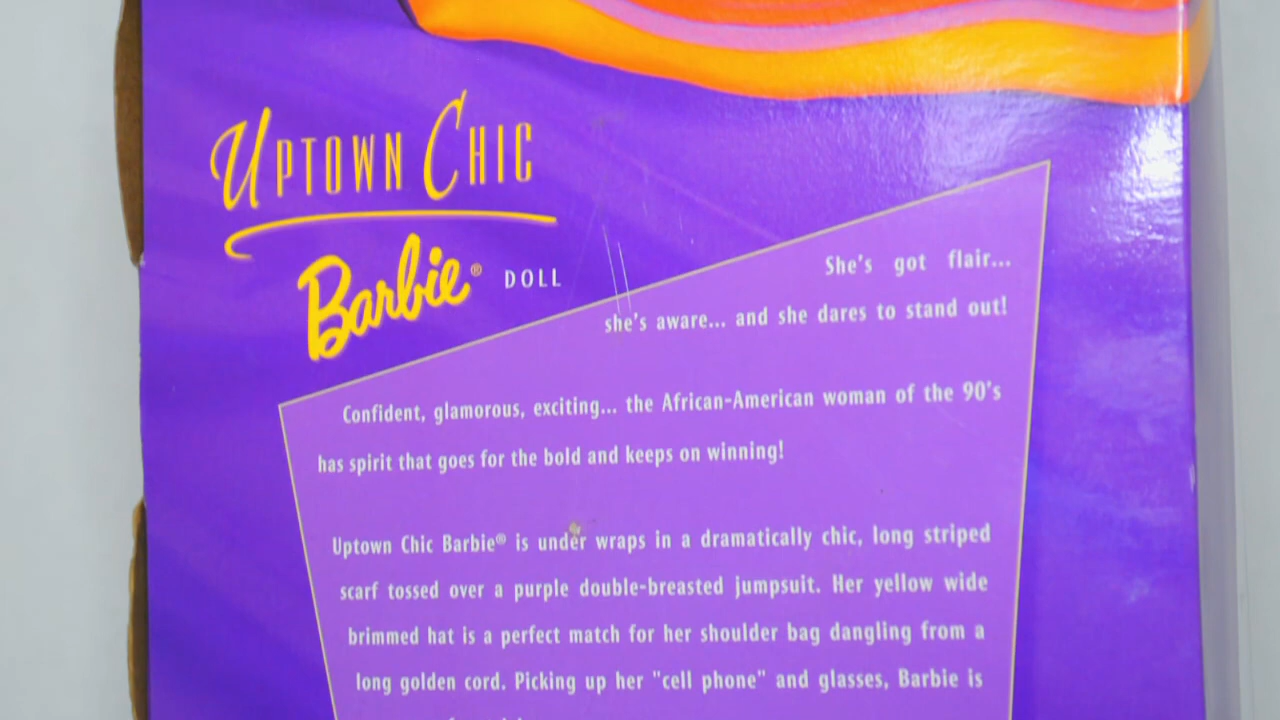 UPTOWN CHIC
Barbie® DOLL
She's got flair...
she's aware... and she dares to stand out!
Confident, glamorous, exciting... the African-American woman of the 90's
has spirit that goes for the bold and keeps on winning!
Uptown Chic Barbie® is under wraps in a dramatically chic, long striped
scarf tossed over a purple double-breasted jumpsuit. Her yellow wide
brimmed hat is a perfect match for her shoulder bag dangling from a
long golden cord. Picking up her "cell phone" and glasses, Barbie is